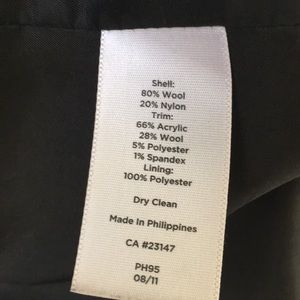 Shell:
80% Wool
20% Nylon
Trim:
66% Acrylic
28% Wool
5% Polyester
1% Spandex
Lining:
100% Polyester
Dry Clean
Made In Philippines
CA #23147
PH95
08/11